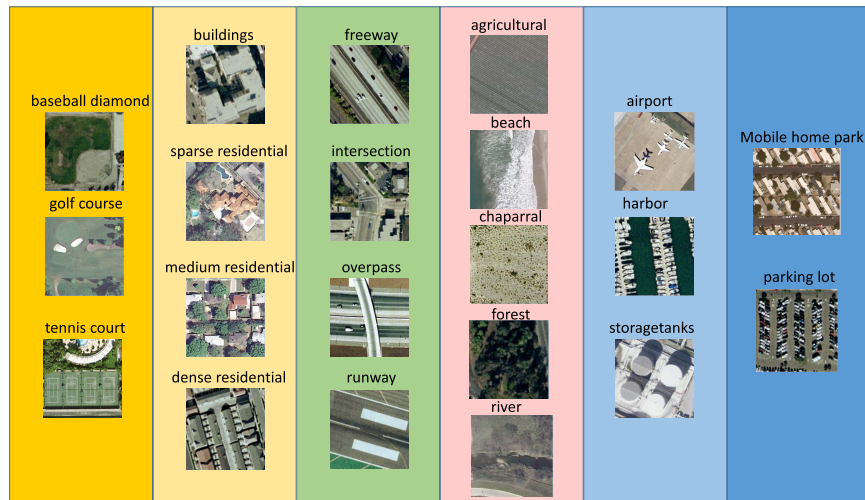 baseball diamond
golf course
tennis court
buildings
sparse residential
medium residential
dense residential
freeway
intersection
overpass
runway
agricultural
beach
chaparral
forest
river
airport
harbor
storagetanks
Mobile home park
parking lot